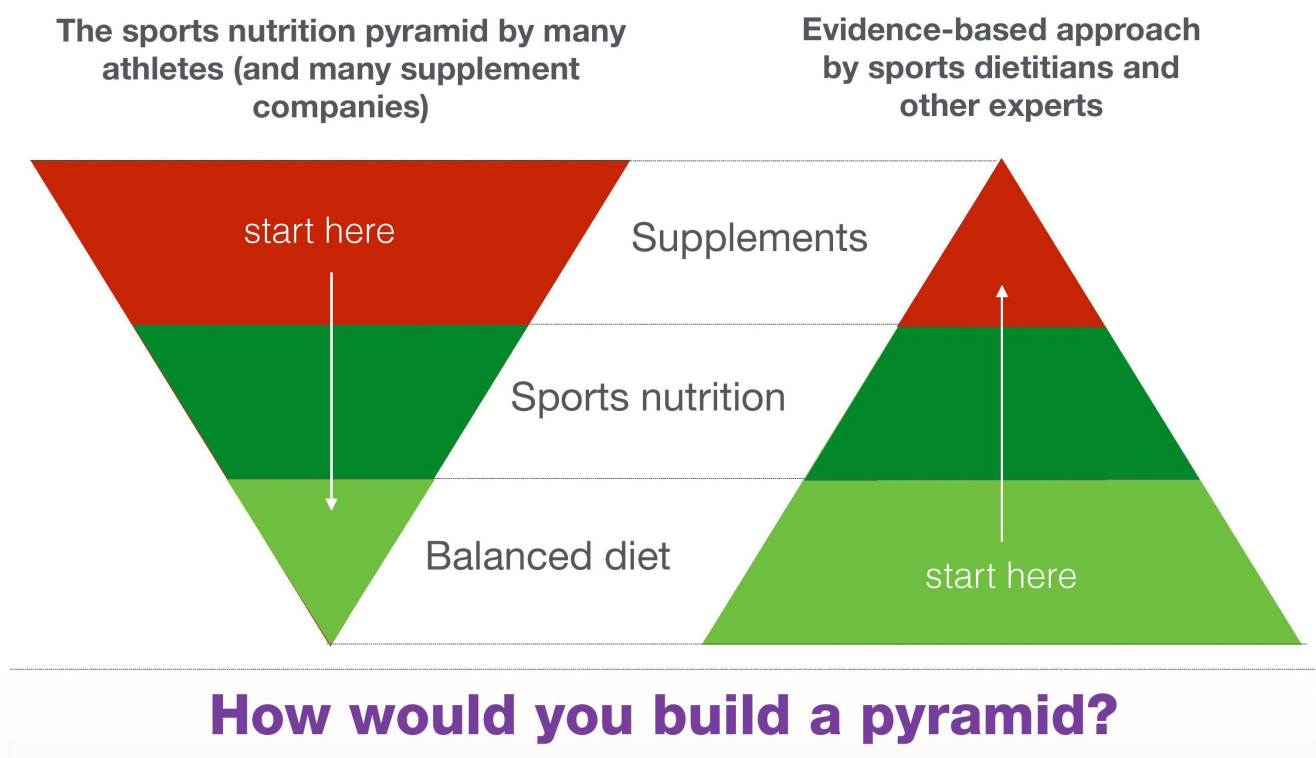 The sports nutrition pyramid by many
athletes (and many supplement
companies)
Evidence-based approach
by sports dietitians and
other experts
start here
Supplements
Sports nutrition
Balanced diet
start here
How would you build a pyramid?